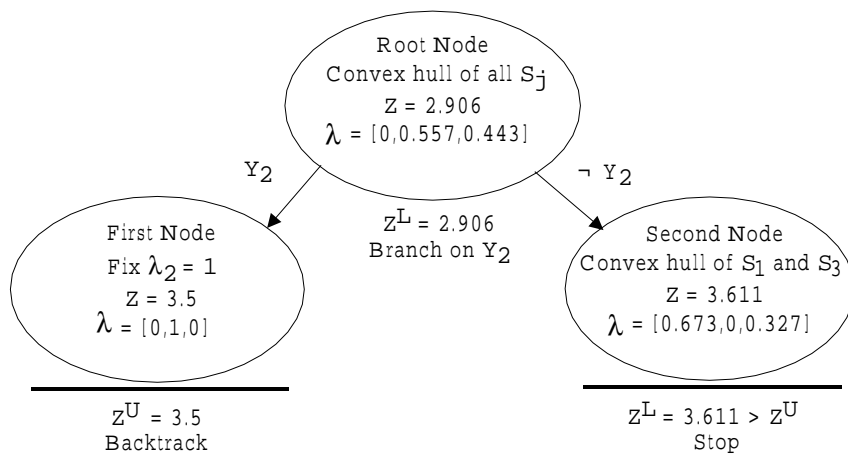 Root Node
Convex hull of all Sj
Z = 2.906
λ = [0,0.557,0.443]
Y2
¬ Y2
ZL = 2.906
Branch on Y2
First Node
Fix λ2 = 1
Z = 3.5
λ = [0,1,0]
Second Node
Convex hull of S1 and S3
Z = 3.611
λ = [0.673,0,0.327]
ZU = 3.5
Backtrack
ZL = 3.611 > ZU
Stop